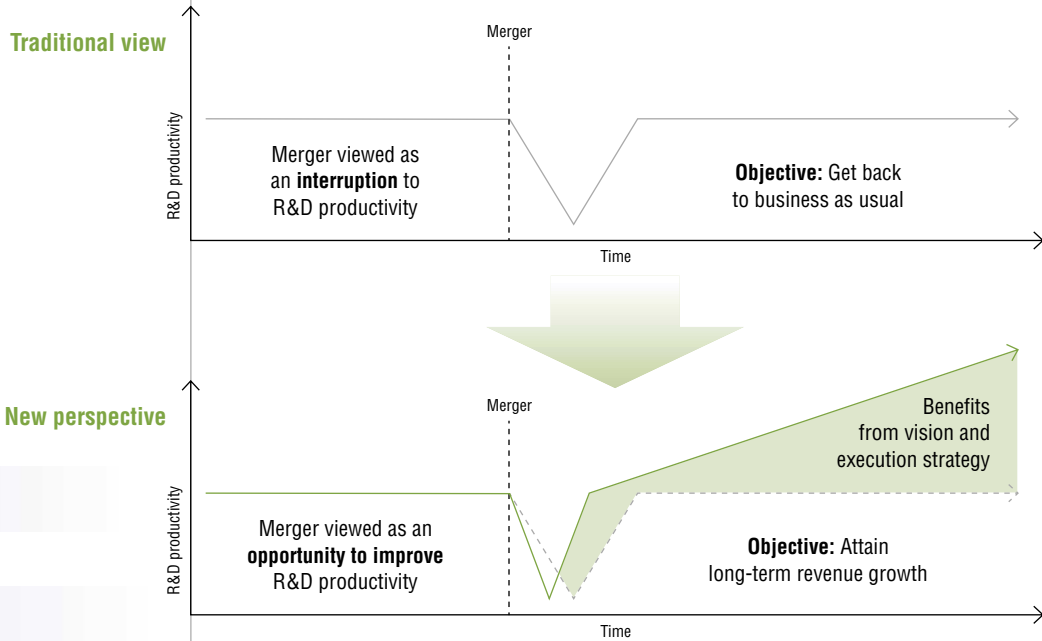 Traditional view
Merger
R&D productivity
Merger viewed as
an interruption to
R&D productivity
Objective: Get back
to business as usual
Time
New perspective
Merger
R&D productivity
Benefits
from vision and
execution strategy
Merger viewed as an
opportunity to improve
R&D productivity
Objective: Attain
long-term revenue growth
Time